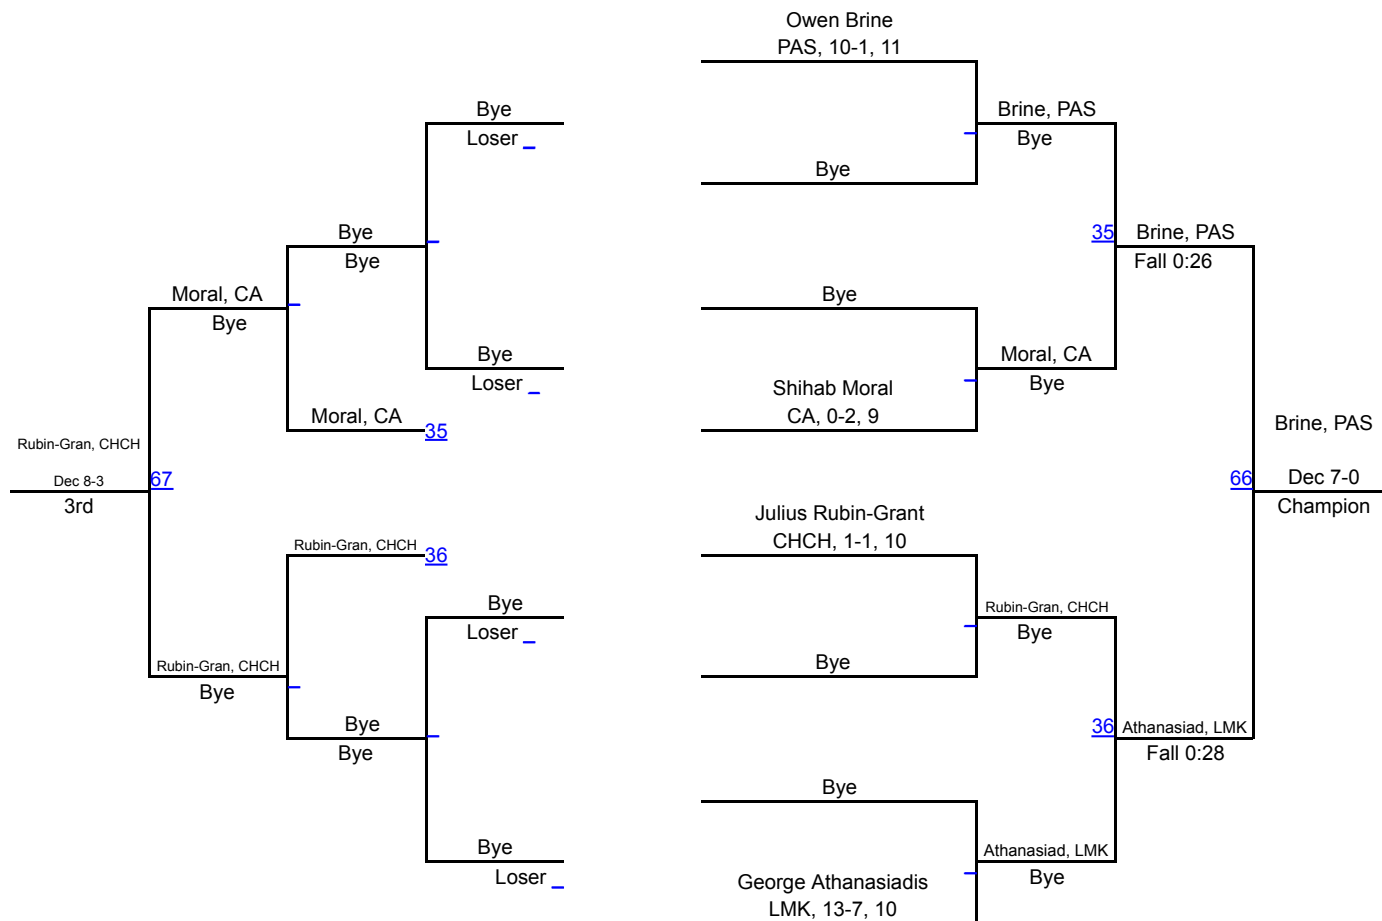 Owen Brine
PAS, 10-1, 11
Bye
Loser _
Brine, PAS
Bye
Bye
Bye
Bye
35 Brine, PAS
Fall 0:26
Moral, CA
Bye
Bye
Bye
Loser _
Moral, CA
Bye
Shihab Moral
CA, 0-2, 9
Moral, CA 35
Rubin-Gran, CHCH
Dec 8-3
3rd
67
Brine, PAS
66 Dec 7-0
Champion
Julius Rubin-Grant
CHCH, 1-1, 10
Rubin-Gran, CHCH 36
Bye
Loser _
Rubin-Gran, CHCH
Bye
Rubin-Gran, CHCH
Bye
Bye
Bye
Bye
36 Athanasiad, LMK
Fall 0:28
Bye
Bye
Loser _
Athanasiad, LMK
Bye
George Athanasiadis
LMK, 13-7, 10